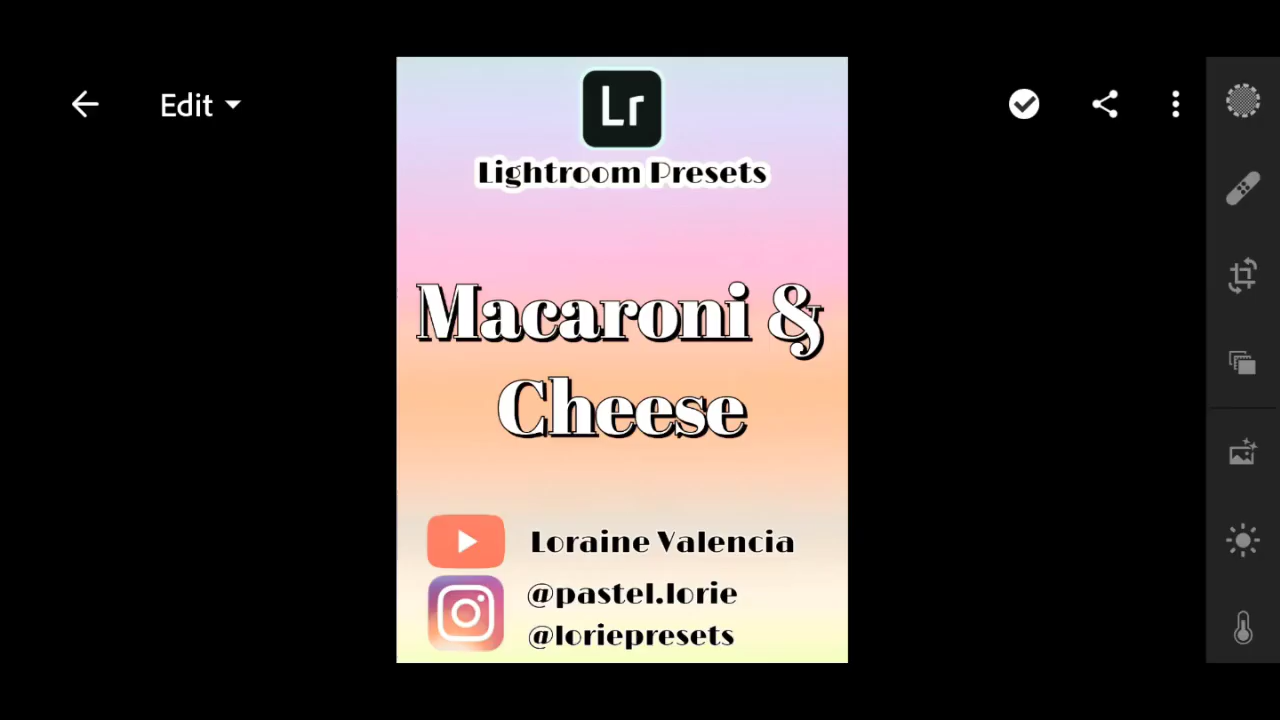 Edit
Lr
Lightroom Presets
Macaroni &
Cheese
Loraine Valencia
@pastel.lorie
@loriepresets